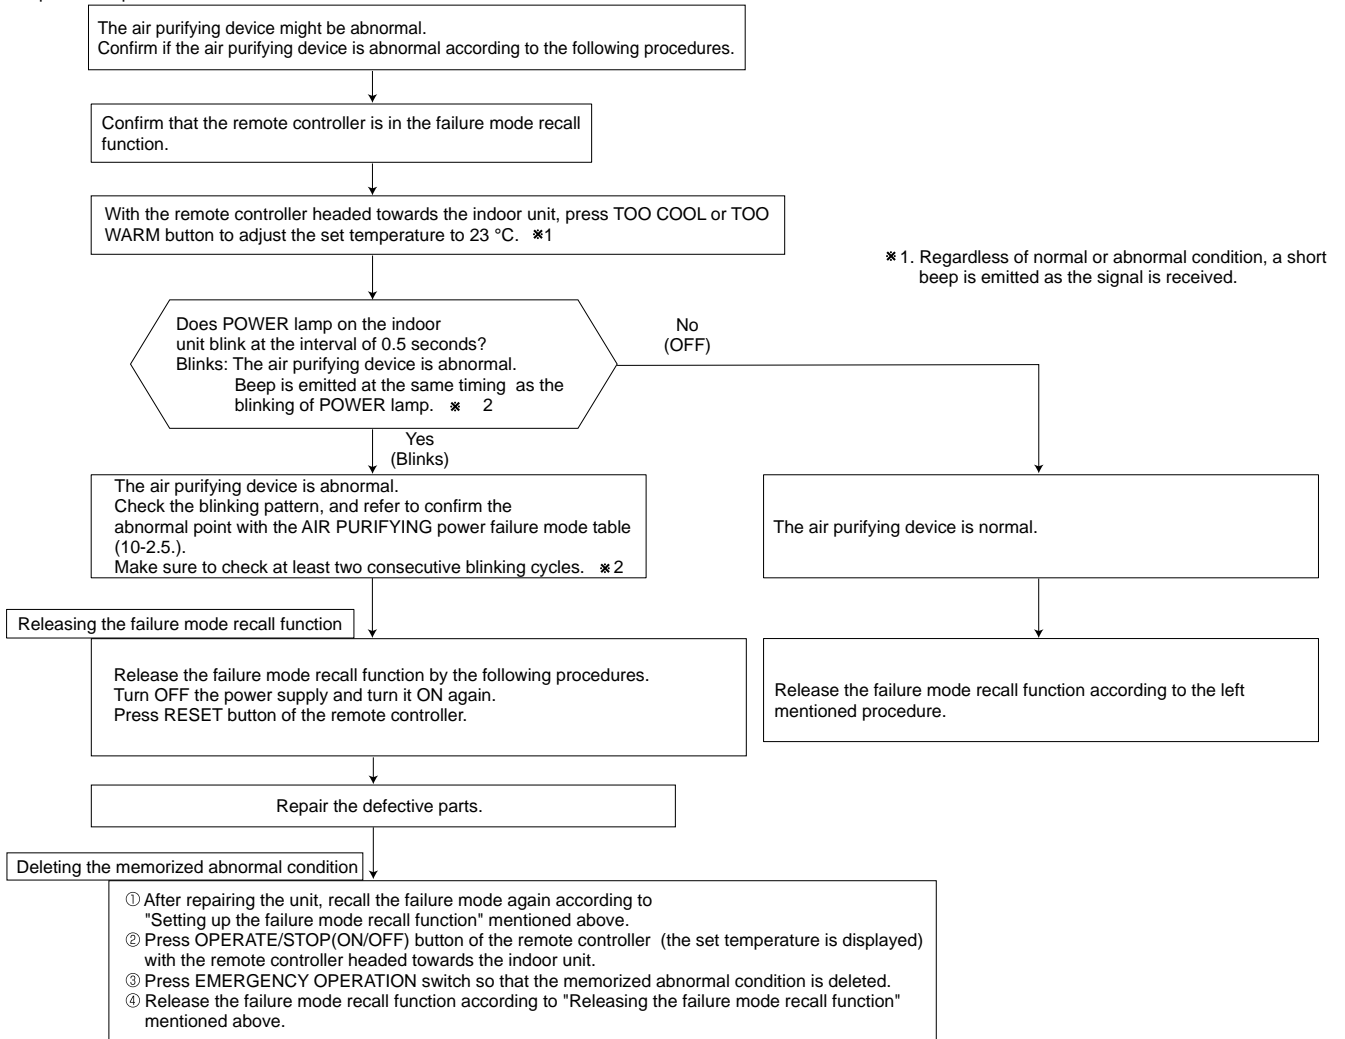 The air purifying device might be abnormal.
Confirm if the air purifying device is abnormal according to the following procedures.
Confirm that the remote controller is in the failure mode recall
function.
With the remote controller headed towards the indoor unit, press TOO COOL or TOO
WARM button to adjust the set temperature to 23 °C. ※1
※1. Regardless of normal or abnormal condition, a short
beep is emitted as the signal is received.
Does POWER lamp on the indoor
unit blink at the interval of 0.5 seconds?
Blinks: The air purifying device is abnormal.
Beep is emitted at the same timing as the
blinking of POWER lamp. ※ 2
No
(OFF)
Yes
(Blinks)
The air purifying device is abnormal.
Check the blinking pattern, and refer to confirm the
abnormal point with the AIR PURIFYING power failure mode table
(10-2.5.).
Make sure to check at least two consecutive blinking cycles. ※2
The air purifying device is normal.
Releasing the failure mode recall function
Release the failure mode recall function by the following procedures.
Turn OFF the power supply and turn it ON again.
Press RESET button of the remote controller.
Release the failure mode recall function according to the left
mentioned procedure.
Repair the defective parts.
Deleting the memorized abnormal condition
① After repairing the unit, recall the failure mode again according to
"Setting up the failure mode recall function" mentioned above.
② Press OPERATE/STOP(ON/OFF) button of the remote controller (the set temperature is displayed)
with the remote controller headed towards the indoor unit.
③ Press EMERGENCY OPERATION switch so that the memorized abnormal condition is deleted.
④ Release the failure mode recall function according to "Releasing the failure mode recall function"
mentioned above.